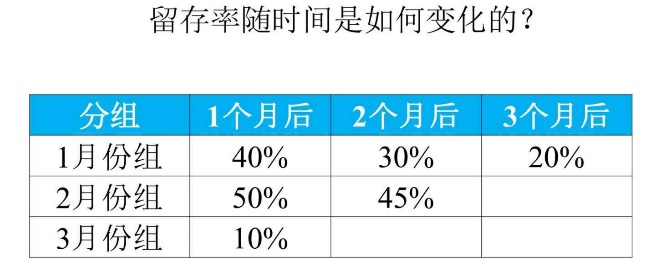 留存率随时间是如何变化的？
分组 1个月后 2个月后 3个月后
1月份组 40% 30% 20%
2月份组 50% 45%
3月份组 10%